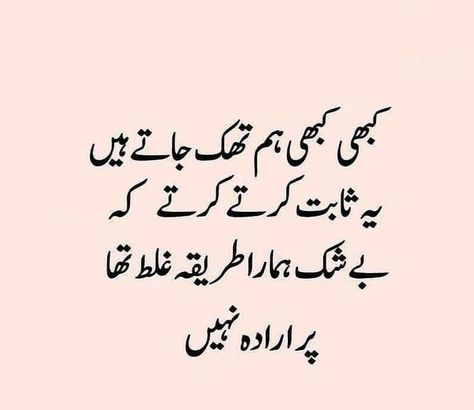 کبھی کبھی ہم تھک جاتے ہیں
یہ ثابت کرتے کرتے کہ
بے شک ہمارا طریقہ غلط تھا
پر ارادہ نہیں